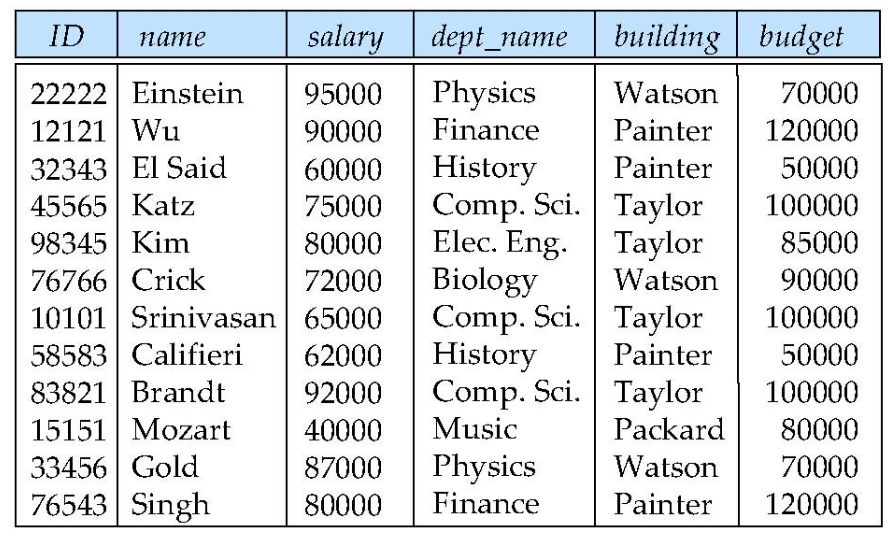 ID name salary dept_name building budget
22222 Einstein 95000 Physics Watson 70000
12121 Wu 90000 Finance Painter 120000
32343 El Said 60000 History Painter 50000
45565 Katz 75000 Comp. Sci. Taylor 100000
98345 Kim 80000 Elec. Eng. Taylor 85000
76766 Crick 72000 Biology Watson 90000
10101 Srinivasan 65000 Comp. Sci. Taylor 100000
58583 Califieri 62000 History Painter 50000
83821 Brandt 92000 Comp. Sci. Taylor 100000
15151 Mozart 40000 Music Packard 80000
33456 Gold 87000 Physics Watson 70000
76543 Singh 80000 Finance Painter 120000